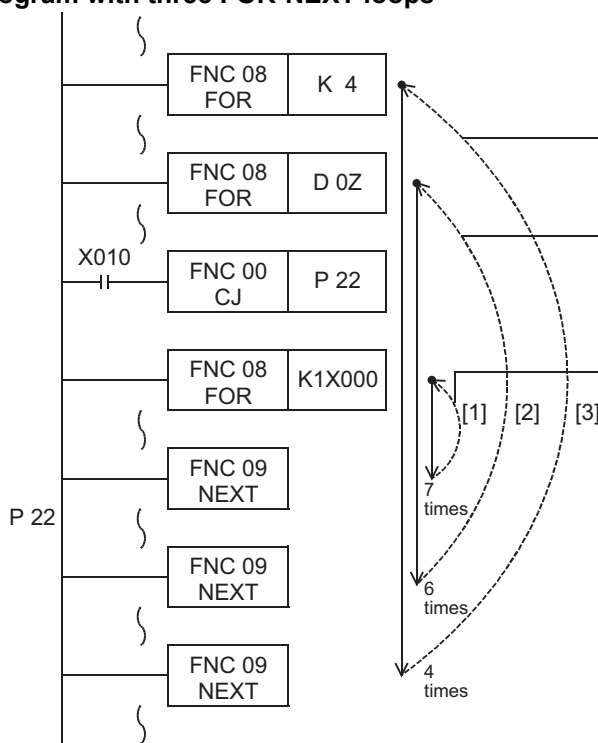 ogram with three FOR-NEXT loops
FNC 08
FOR
K 4
FNC 08
FOR
D 0Z
X010
FNC 00
CJ
P 22
FNC 08
FOR
K1X000
[1] [2] [3]
FNC 09
NEXT
7
times
P 22
FNC 09
NEXT
6
times
FNC 09
NEXT
4
times